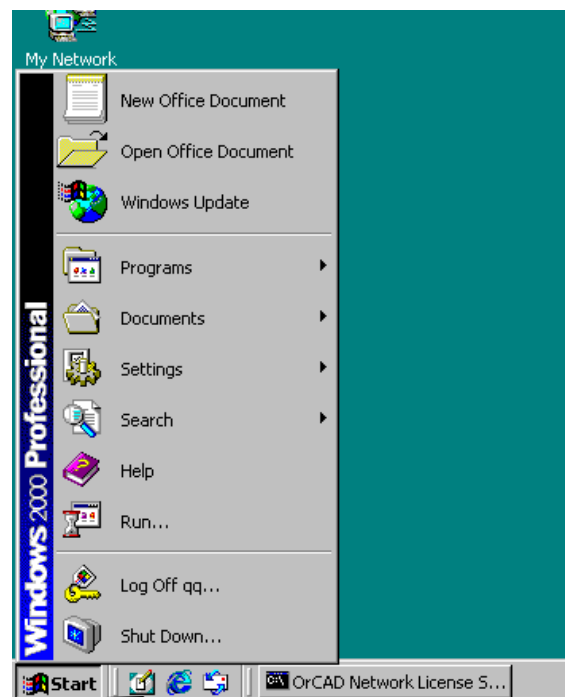 My Network
New Office Document
Open Office Document
Windows Update
Programs
Documents
Settings
Search
Help
Run...
Log Off qq...
Shut Down...
Windows 2000 Professional
Start
OrCAD Network License S...